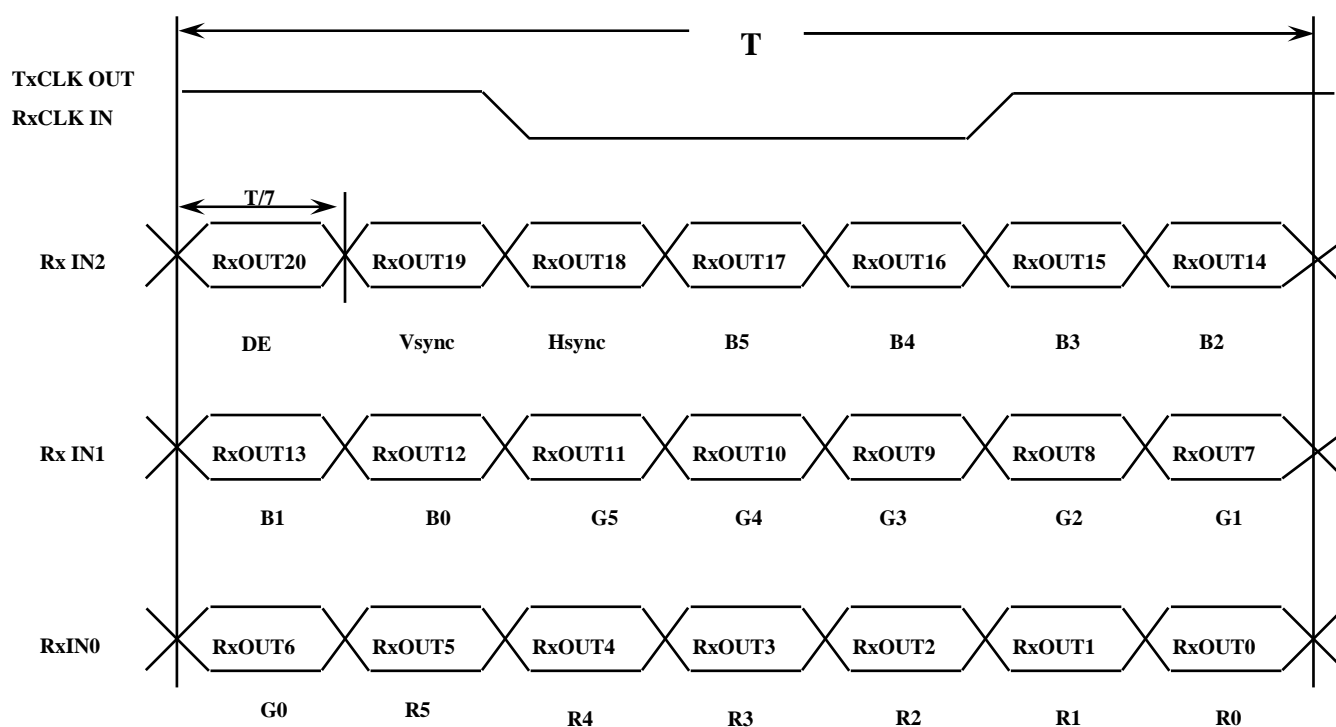 T
TxCLK OUT
RxCLK IN
T/7
Rx IN2 RxOUT20 RxOUT19 RxOUT18 RxOUT17 RxOUT16 RxOUT15 RxOUT14
DE Vsync Hsync B5 B4 B3 B2
Rx IN1 RxOUT13 RxOUT12 RxOUT11 RxOUT10 RxOUT9 RxOUT8 RxOUT7
B1 B0 G5 G4 G3 G2 G1
RxIN0 RxOUT6 RxOUT5 RxOUT4 RxOUT3 RxOUT2 RxOUT1 RxOUT0
G0 R5 R4 R3 R2 R1 R0